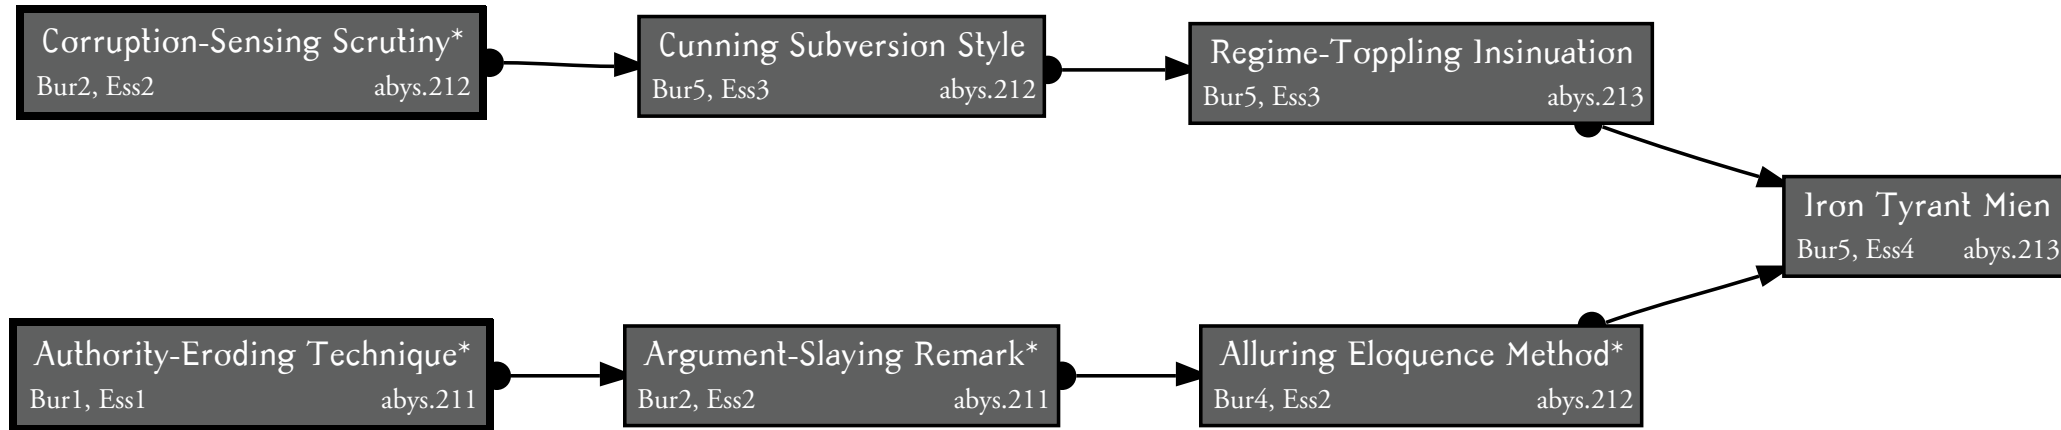 Corruption-Sensing Scrutiny*
Bur2, Ess2 abys.212
Cunning Subversion Style
Bur5, Ess3 abys.212
Regime-Toppling Insinuation
Bur5, Ess3 abys.213
Iron Tyrant Mien
Bur5, Ess4 abys.213
Authority-Eroding Technique*
Bur1, Ess1 abys.211
Argument-Slaying Remark*
Bur2, Ess2 abys.211
Alluring Eloquence Method*
Bur4, Ess2 abys.212